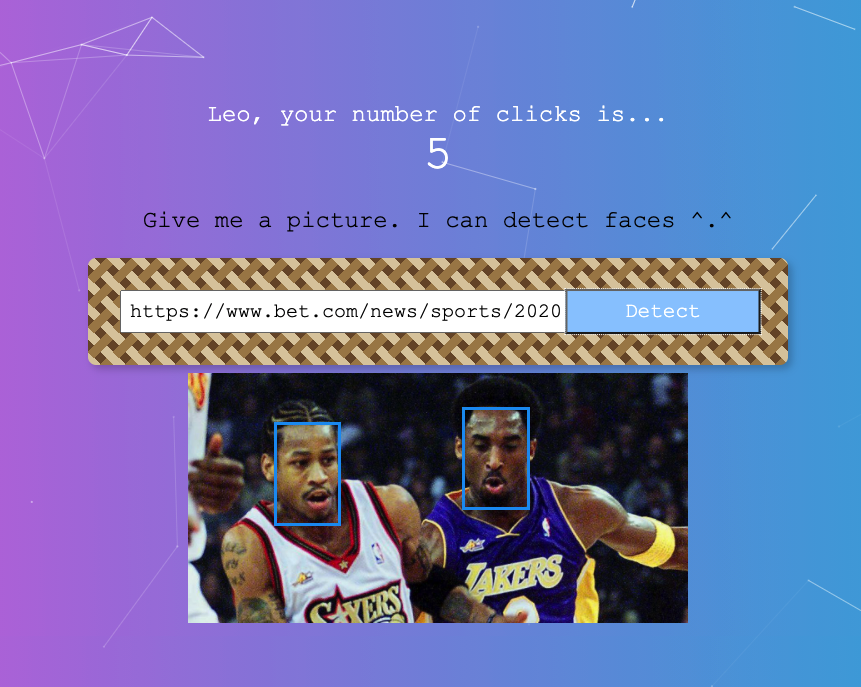 Leo, your number of clicks is...
5
Give me a picture. I can detect faces ^.^
https://www.bet.com/news/sports/2020
Detect
SIXERS
LAKERS